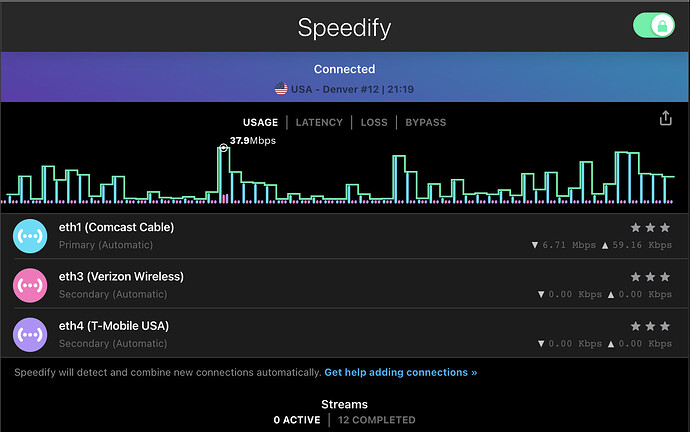 Speedify
Connected
USA - Denver #12 | 21:19
USAGE | LATENCY | LOSS | BYPASS
37.9Mbps
eth1 (Comcast Cable)
Primary (Automatic)
▼ 6.71 Mbps ▲ 59.16 Kbps
eth3 (Verizon Wireless)
Secondary (Automatic)
▼ 0.00 Kbps ▲ 0.00 Kbps
eth4 (T-Mobile USA)
Secondary (Automatic)
▼ 0.00 Kbps ▲ 0.00 Kbps
Speedify will detect and combine new connections automatically. Get help adding connections »
Streams
0 ACTIVE | 12 COMPLETED